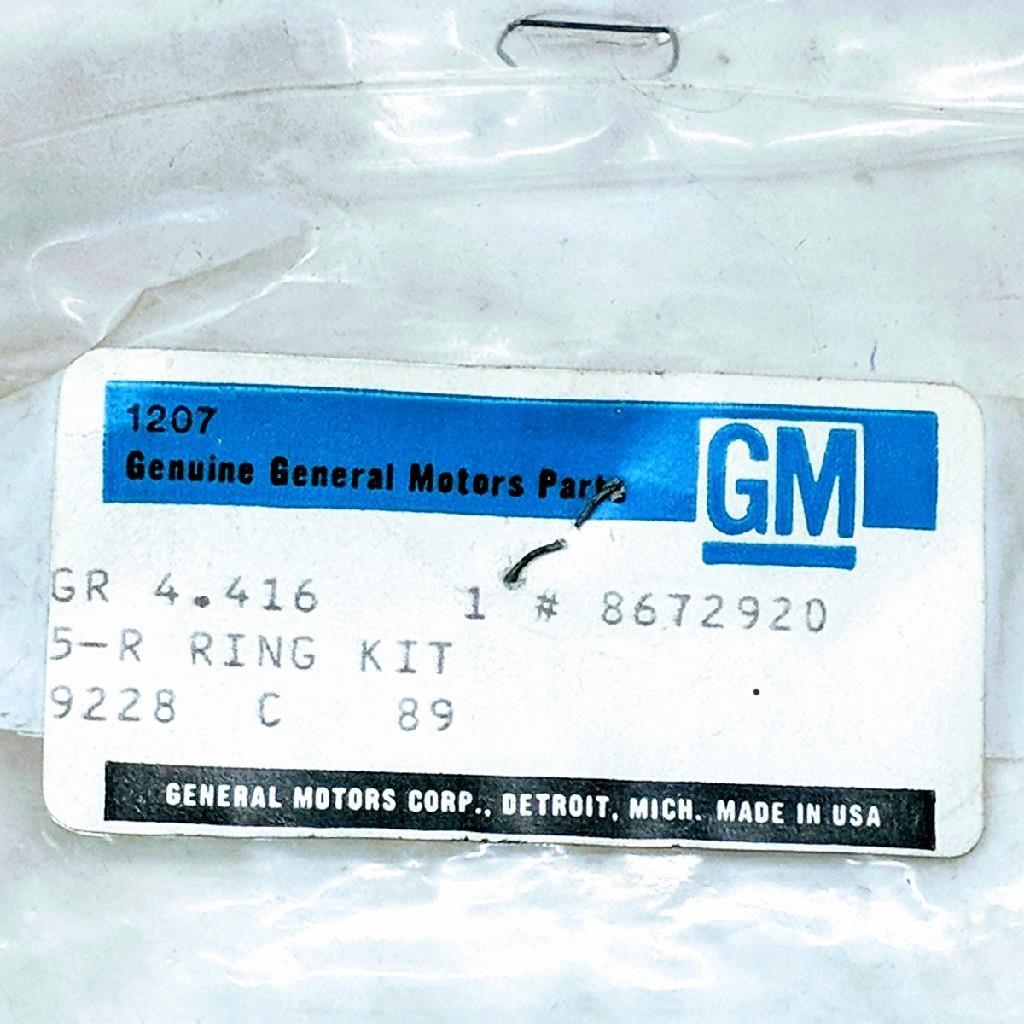 1207
Genuine General Motors Parts
GM
GR 4.416 1 # 8672920
5-R RING KIT
9228 C 89
GENERAL MOTORS CORP., DETROIT, MICH. MADE IN USA